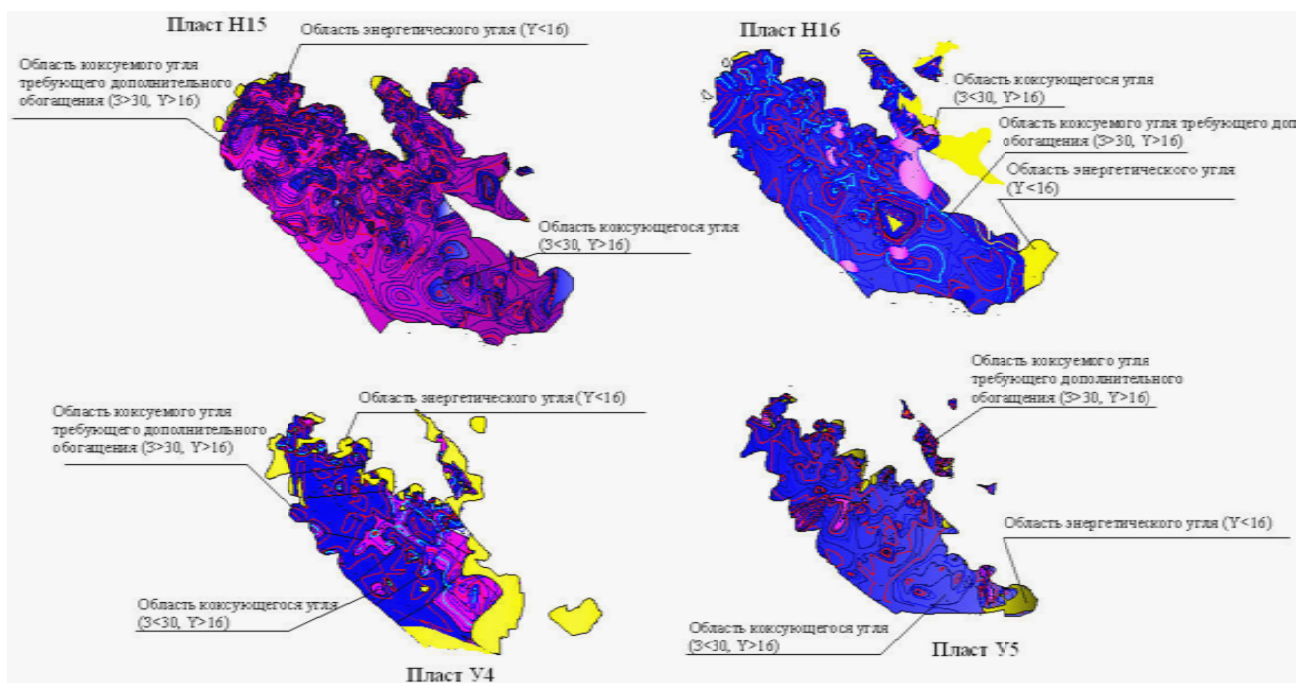 Пласт Н15
Область энергетического угля (Y<16)
Область коксуемого угля
требующего дополнительного
обогащения (З>30, Y>16)
Область коксующегося угля
(З<30, Y>16)
Пласт Н16
Область коксующегося угля
(З<30, Y>16)
Область коксуемого угля требующего доп
обогащения (З>30, Y>16)
Область энергетического угля
(Y<16)
Область коксуемого угля
требующего дополнительного
обогащения (З>30, Y>16)
Область энергетического угля (Y<16)
Область коксующегося угля
(З<30, Y>16)
Пласт У4
Область коксуемого угля
требующего дополнительного
обогащения (З>30, Y>16)
Область энергетического угля (Y<16)
Область коксующегося угля
(З<30, Y>16)
Пласт У5